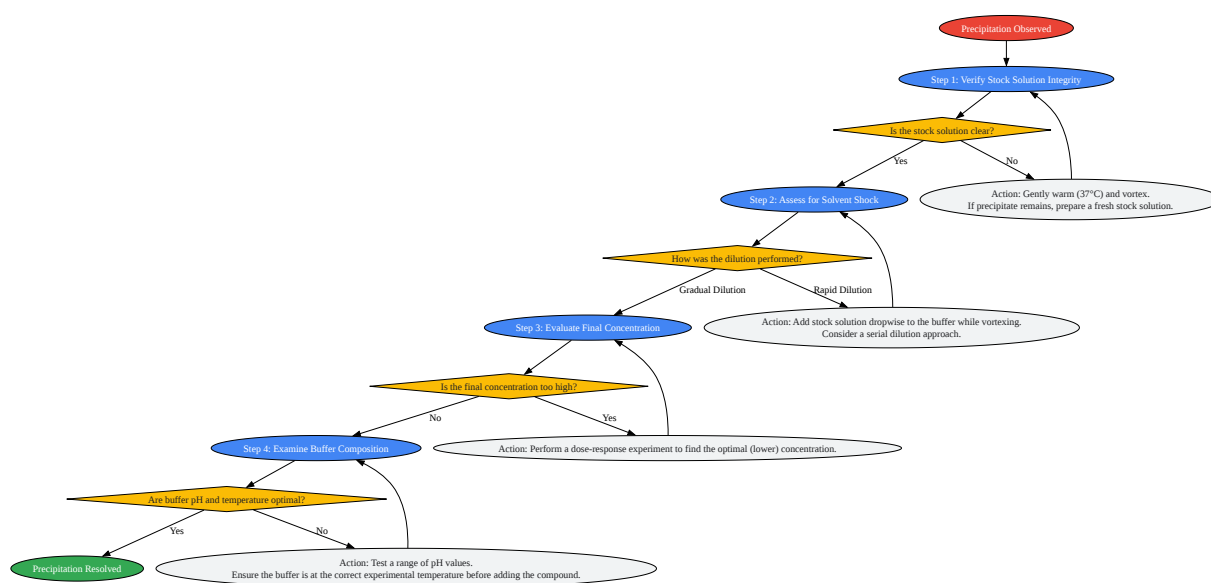 Precipitation Observed
Step 1: Verify Stock Solution Integrity
Is the stock solution clear?
Yes
No
Action: Gently warm (37°C) and vortex.
If precipitate remains, prepare a fresh stock solution.
Step 2: Assess for Solvent Shock
How was the dilution performed?
Gradual Dilution
Rapid Dilution
Action: Add stock solution dropwise to the buffer while vortexing.
Consider a serial dilution approach.
Step 3: Evaluate Final Concentration
Is the final concentration too high?
No
Yes
Action: Perform a dose-response experiment to find the optimal (lower) concentration.
Step 4: Examine Buffer Composition
Are buffer pH and temperature optimal?
Yes
No
Precipitation Resolved
Action: Test a range of pH values.
Ensure the buffer is at the correct experimental temperature before adding the compound.